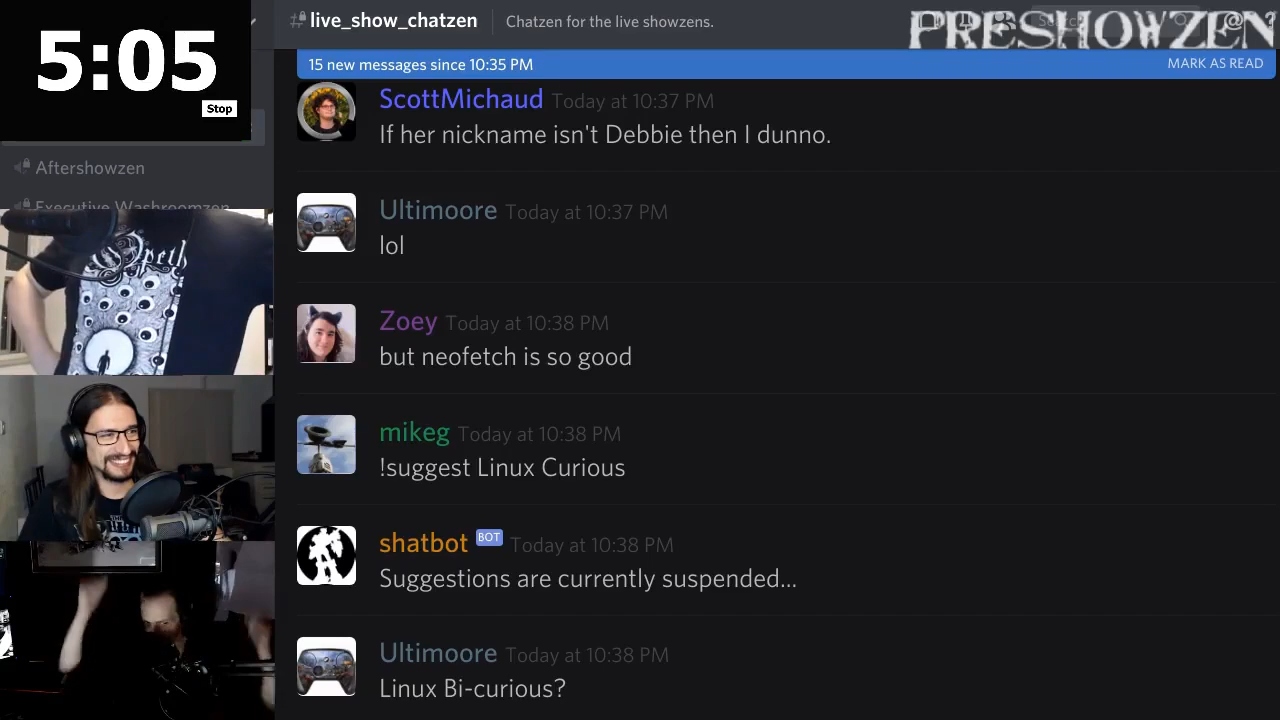 5:05
Stop
Aftershowzen
Executive Washroomzen
live_show_chatzen
Chatzen for the live showzens.
PRESHOWZEN
15 new messages since 10:35 PM
MARK AS READ
ScottMichaud Today at 10:37 PM
If her nickname isn't Debbie then I dunno.
Ultimoore Today at 10:37 PM
lol
Zoey Today at 10:38 PM
but neofetch is so good
mikeg Today at 10:38 PM
!suggest Linux Curious
shatbot BOT Today at 10:38 PM
Suggestions are currently suspended...
Ultimoore Today at 10:38 PM
Linux Bi-curious?
Opeth